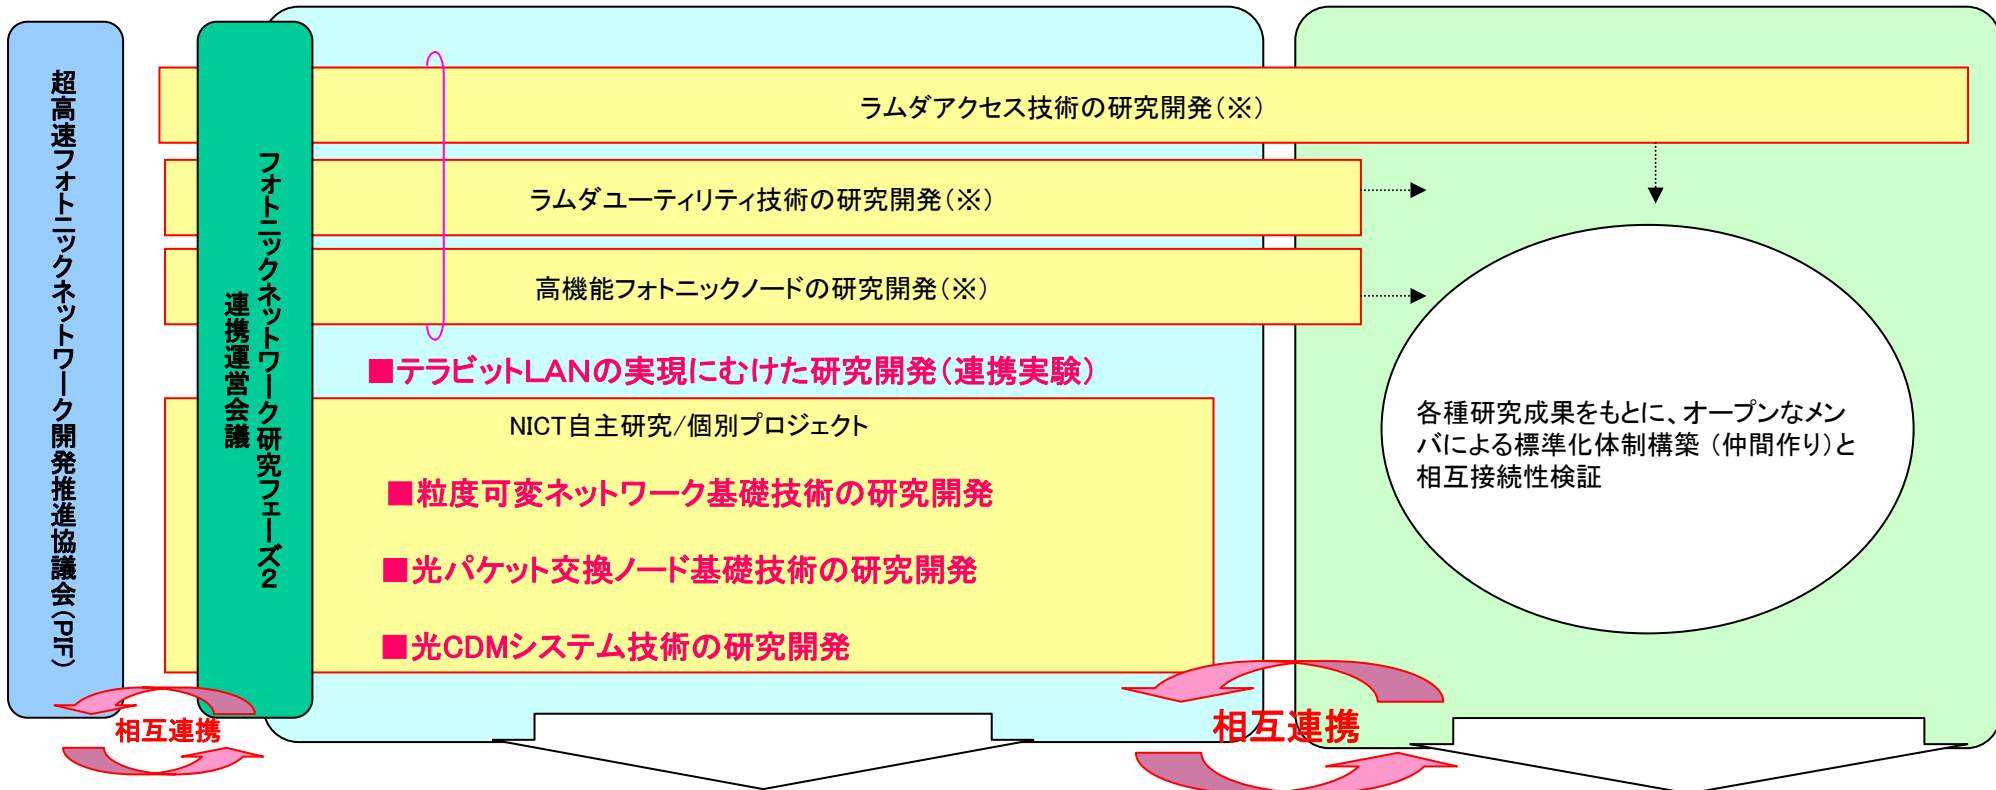 超高速フォトニックネットワーク開発推進協議会(PIF)
フォトニックネットワーク研究フェーズ2
連携運営会議
ラムダアクセス技術の研究開発(※)
ラムダユーティリティ技術の研究開発(※)
高機能フォトニックノードの研究開発(※)
■テラビットLANの実現にむけた研究開発(連携実験)
NICT自主研究/個別プロジェクト
■粒度可変ネットワーク基礎技術の研究開発
■光パケット交換ノード基礎技術の研究開発
■光CDMシステム技術の研究開発
各種研究成果をもとに、オープンなメン
バによる標準化体制構築 (仲間作り)と
相互接続性検証
相互連携
相互連携